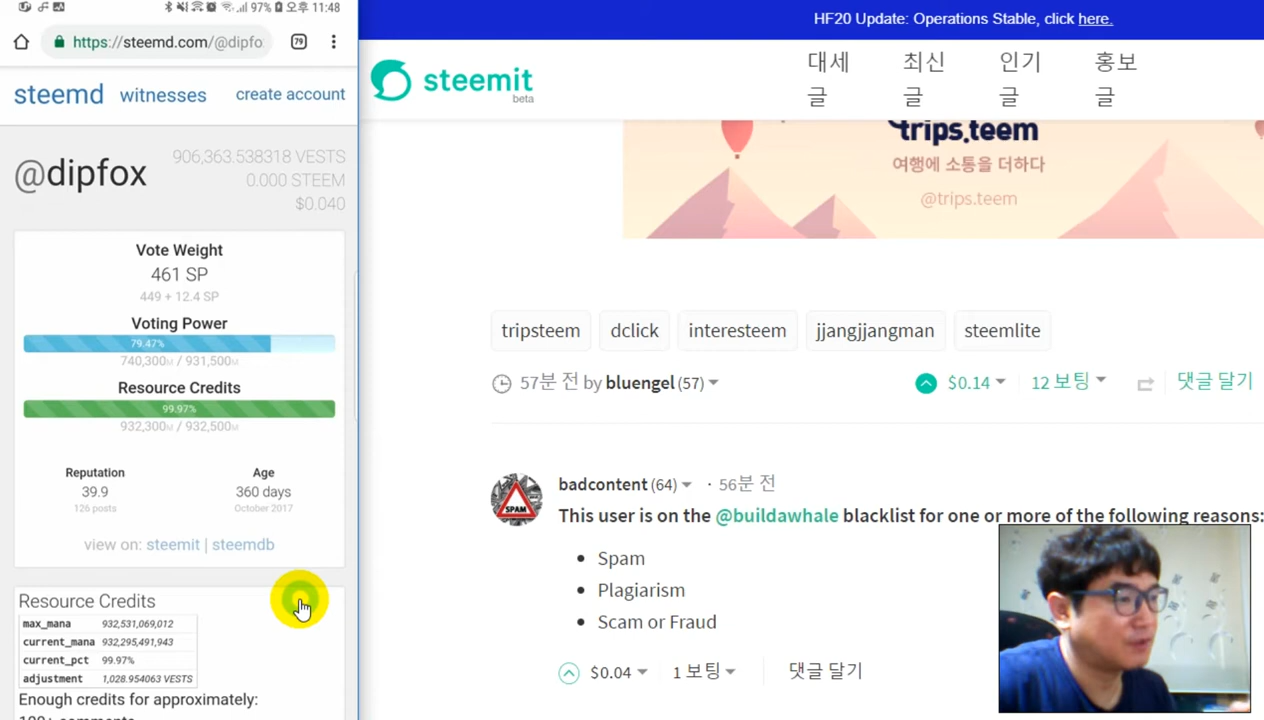 97% 오후 11:48
https://steemd.com/@dipfo
79
steemd witnesses create account
@dipfox
906,363.538318 VESTS
0.000 STEEM
$0.040
Vote Weight
461 SP
449 + 12.4 SP
Voting Power
79.47%
740,300M / 931,500M
Resource Credits
99.97%
932,300M / 932,500M
Reputation Age
39.9 360 days
126 posts October 2017
view on: steemit | steemdb
Resource Credits
max_mana 932,531,069,012
current_mana 932,295,491,943
current_pct 99.97%
adjustment 1,028.954063 VESTS
Enough credits for approximately:
HF20 Update: Operations Stable, click here.
steemit
beta
대세글
최신글
인기글
홍보글
trips.teem
여행에 소통을 더하다
@trips.teem
tripsteem dclick interesteem jjangjjangman steemlite
57분 전 by bluengel (57) $0.14 12 보팅 댓글 달기
badcontent (64) · 56분 전
This user is on the @buildawhale blacklist for one or more of the following reasons:
• Spam
• Plagiarism
• Scam or Fraud
SPAM
$0.04 1 보팅 댓글 달기